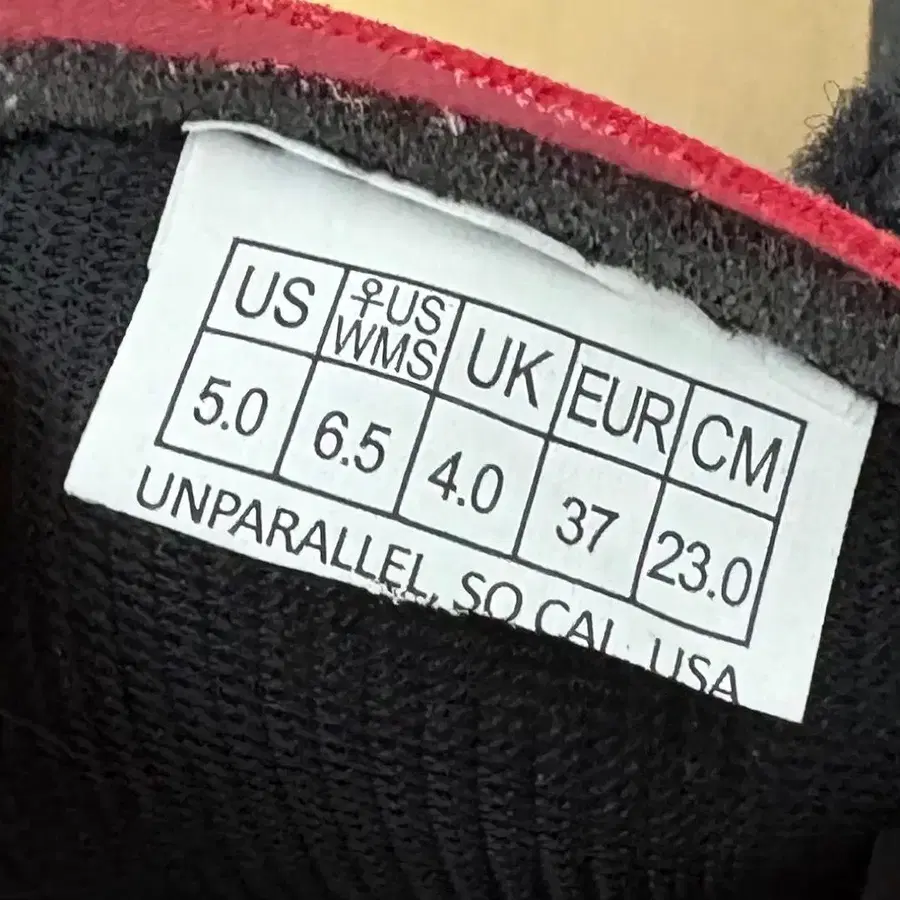 US ♀US WMS UK EUR CM
5.0 6.5 4.0 37 23.0
UNPARALLEL, SO CAL, USA